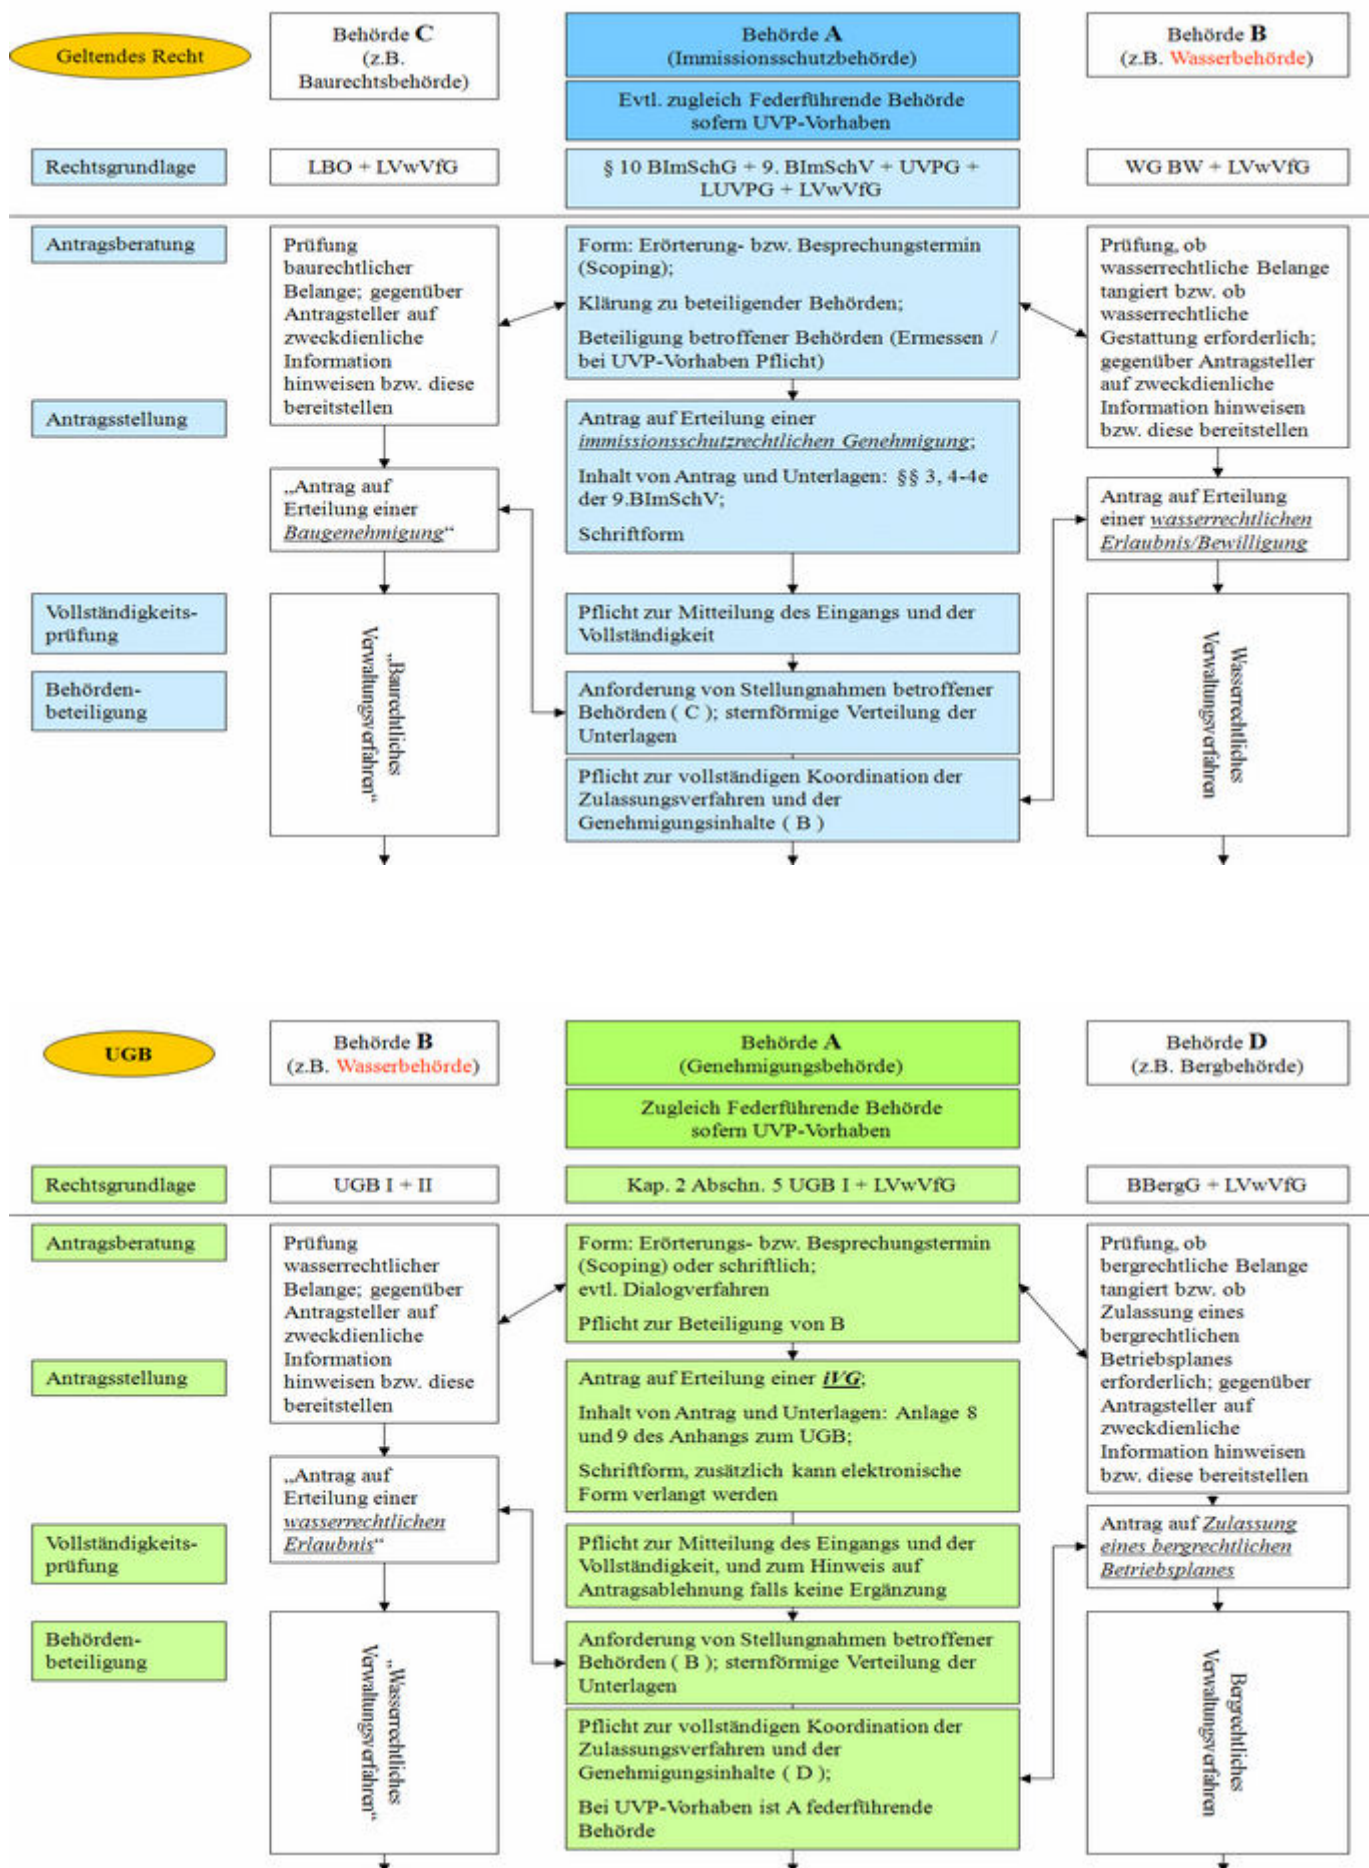 Geltendes Recht
Behörde C
(z.B.
Baurechtsbehörde)
Behörde A
(Immissionsschutzbehörde)
Evtl. zugleich Federführende Behörde
sofern UVP-Vorhaben
Behörde B
(z.B. Wasserbehörde)
Rechtsgrundlage
LBO + LVwVfG
§ 10 BImSchG + 9. BImSchV + UVPG +
LUVPG + LVwVfG
WG BW + LVwVfG
Antragsberatung
Prüfung
baurechtlicher
Belange; gegenüber
Antragsteller auf
zweckdienliche
Information
hinweisen bzw. diese
bereitstellen
Form: Erörterung- bzw. Besprechungstermin
(Scoping);
Klärung zu beteiligender Behörden;
Beteiligung betroffener Behörden (Ermessen /
bei UVP-Vorhaben Pflicht)
Prüfung, ob
wasserrechtliche Belange
tangiert bzw. ob
wasserrechtliche
Gestattung erforderlich;
gegenüber Antragsteller
auf zweckdienliche
Information hinweisen
bzw. diese bereitstellen
Antragsstellung
„Antrag auf
Erteilung einer
Baugenehmigung“
Antrag auf Erteilung einer
immissionsschutzrechtlichen Genehmigung;
Inhalt von Antrag und Unterlagen: §§ 3, 4-4e
der 9.BImSchV;
Schriftform
Antrag auf Erteilung
einer wasserrechtlichen
Erlaubnis/Bewilligung
Vollständigkeits-
prüfung
Pflicht zur Mitteilung des Eingangs und der
Vollständigkeit
Behörden-
beteiligung
„Baurechtliches
Verwaltungsverfahren“
Anforderung von Stellungnahmen betroffener
Behörden ( C ); sternförmige Verteilung der
Unterlagen
Pflicht zur vollständigen Koordination der
Zulassungsverfahren und der
Genehmigungsinhalte ( B )
Wasserrechtliches
Verwaltungsverfahren
UGB
Behörde B
(z.B. Wasserbehörde)
Behörde A
(Genehmigungsbehörde)
Zugleich Federführende Behörde
sofern UVP-Vorhaben
Behörde D
(z.B. Bergbehörde)
Rechtsgrundlage
UGB I + II
Kap. 2 Abschn. 5 UGB I + LVwVfG
BBergG + LVwVfG
Antragsberatung
Prüfung
wasserrechtlicher
Belange; gegenüber
Antragsteller auf
zweckdienliche
Information
hinweisen bzw. diese
bereitstellen
Form: Erörterungs- bzw. Besprechungstermin
(Scoping) oder schriftlich;
evtl. Dialogverfahren
Pflicht zur Beteiligung von B
Prüfung, ob
bergrechtliche Belange
tangiert bzw. ob
Zulassung eines
bergrechtlichen
Betriebsplanes
erforderlich; gegenüber
Antragsteller auf
zweckdienliche
Information hinweisen
bzw. diese bereitstellen
Antragsstellung
„Antrag auf
Erteilung einer
wasserrechtlichen
Erlaubnis“
Antrag auf Erteilung einer iVG;
Inhalt von Antrag und Unterlagen: Anlage 8
und 9 des Anhangs zum UGB;
Schriftform, zusätzlich kann elektronische
Form verlangt werden
Antrag auf Zulassung
eines bergrechtlichen
Betriebsplanes
Vollständigkeits-
prüfung
Pflicht zur Mitteilung des Eingangs und der
Vollständigkeit, und zum Hinweis auf
Antragsablehnung falls keine Ergänzung
Behörden-
beteiligung
„Wasserrechtliches
Verwaltungsverfahren“
Anforderung von Stellungnahmen betroffener
Behörden ( B ); sternförmige Verteilung der
Unterlagen
Pflicht zur vollständigen Koordination der
Zulassungsverfahren und der
Genehmigungsinhalte ( D );
Bei UVP-Vorhaben ist A federführende
Behörde
Bergrechtliches
Verwaltungsverfahren